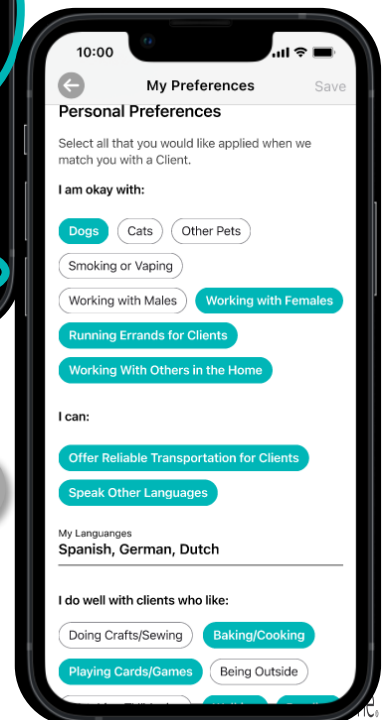 10:00
My Preferences Save
Personal Preferences
Select all that you would like applied when we
match you with a Client.
I am okay with:
Dogs Cats Other Pets
Smoking or Vaping
Working with Males Working with Females
Running Errands for Clients
Working With Others in the Home
I can:
Offer Reliable Transportation for Clients
Speak Other Languages
My Languanges
Spanish, German, Dutch
I do well with clients who like:
Doing Crafts/Sewing Baking/Cooking
Playing Cards/Games Being Outside